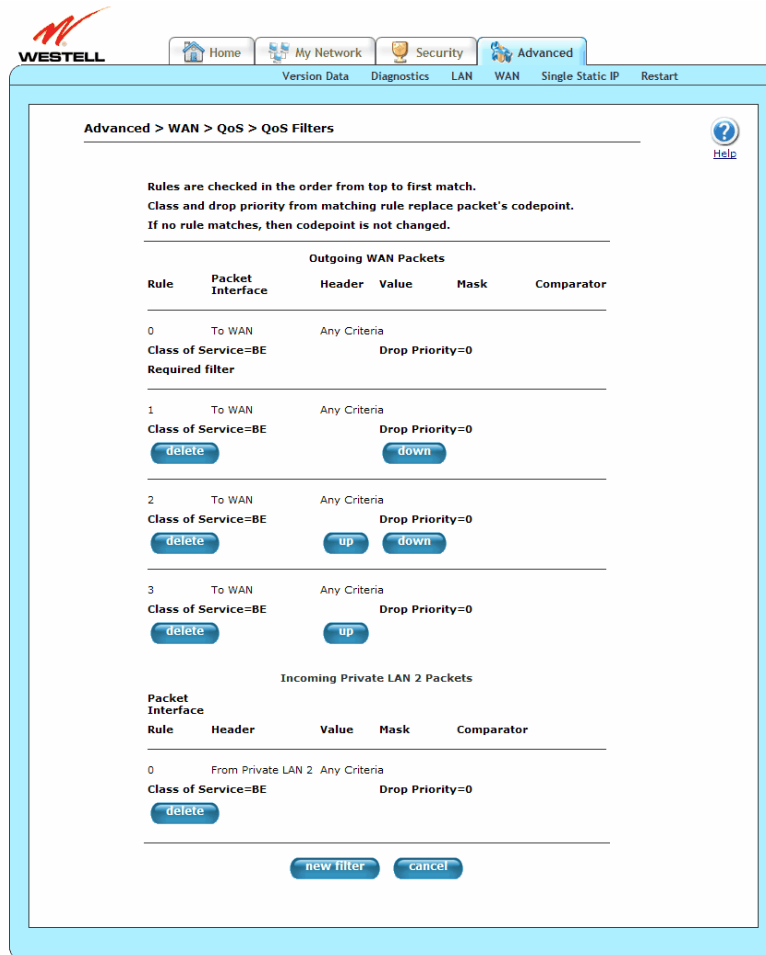 WESTELL
Home My Network Security Advanced
Version Data Diagnostics LAN WAN Single Static IP Restart
Advanced > WAN > QoS > QoS Filters
Help
Rules are checked in the order from top to first match.
Class and drop priority from matching rule replace packet's codepoint.
If no rule matches, then codepoint is not changed.
Outgoing WAN Packets
Rule Packet Interface Header Value Mask Comparator
0 To WAN Any Criteria
Class of Service=BE Drop Priority=0
Required filter
1 To WAN Any Criteria
Class of Service=BE Drop Priority=0
delete down
2 To WAN Any Criteria
Class of Service=BE Drop Priority=0
delete up down
3 To WAN Any Criteria
Class of Service=BE Drop Priority=0
delete up
Incoming Private LAN 2 Packets
Packet
Interface
Rule Header Value Mask Comparator
0 From Private LAN 2 Any Criteria
Class of Service=BE Drop Priority=0
delete
new filter cancel